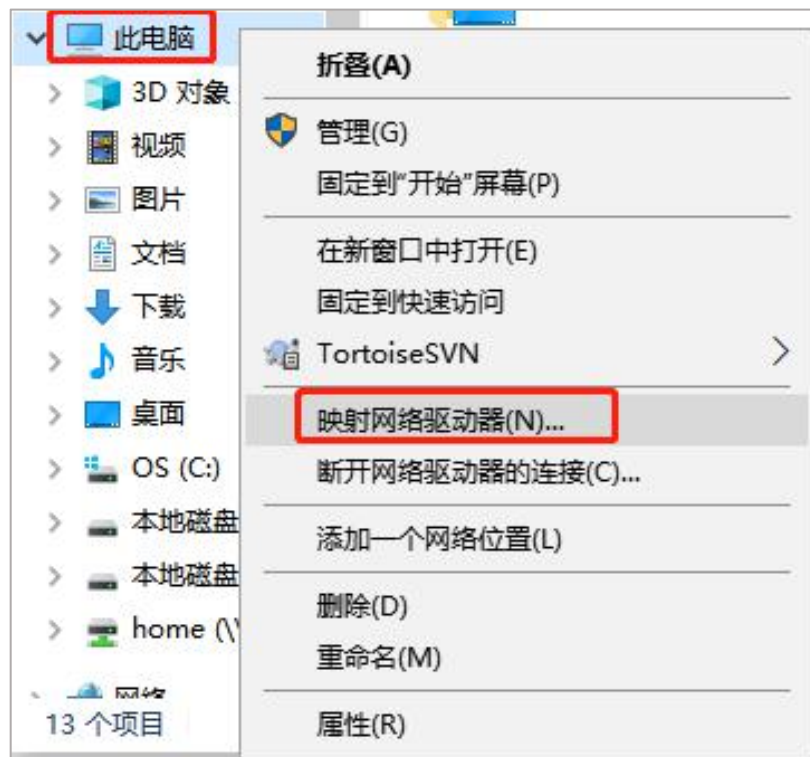 此电脑
3D 对象
视频
图片
文档
下载
音乐
桌面
OS (C:)
本地磁盘
本地磁盘
home (\\
网络
13 个项目
折叠(A)
管理(G)
固定到“开始”屏幕(P)
在新窗口中打开(E)
固定到快速访问
TortoiseSVN
映射网络驱动器(N)...
断开网络驱动器的连接(C)...
添加一个网络位置(L)
删除(D)
重命名(M)
属性(R)